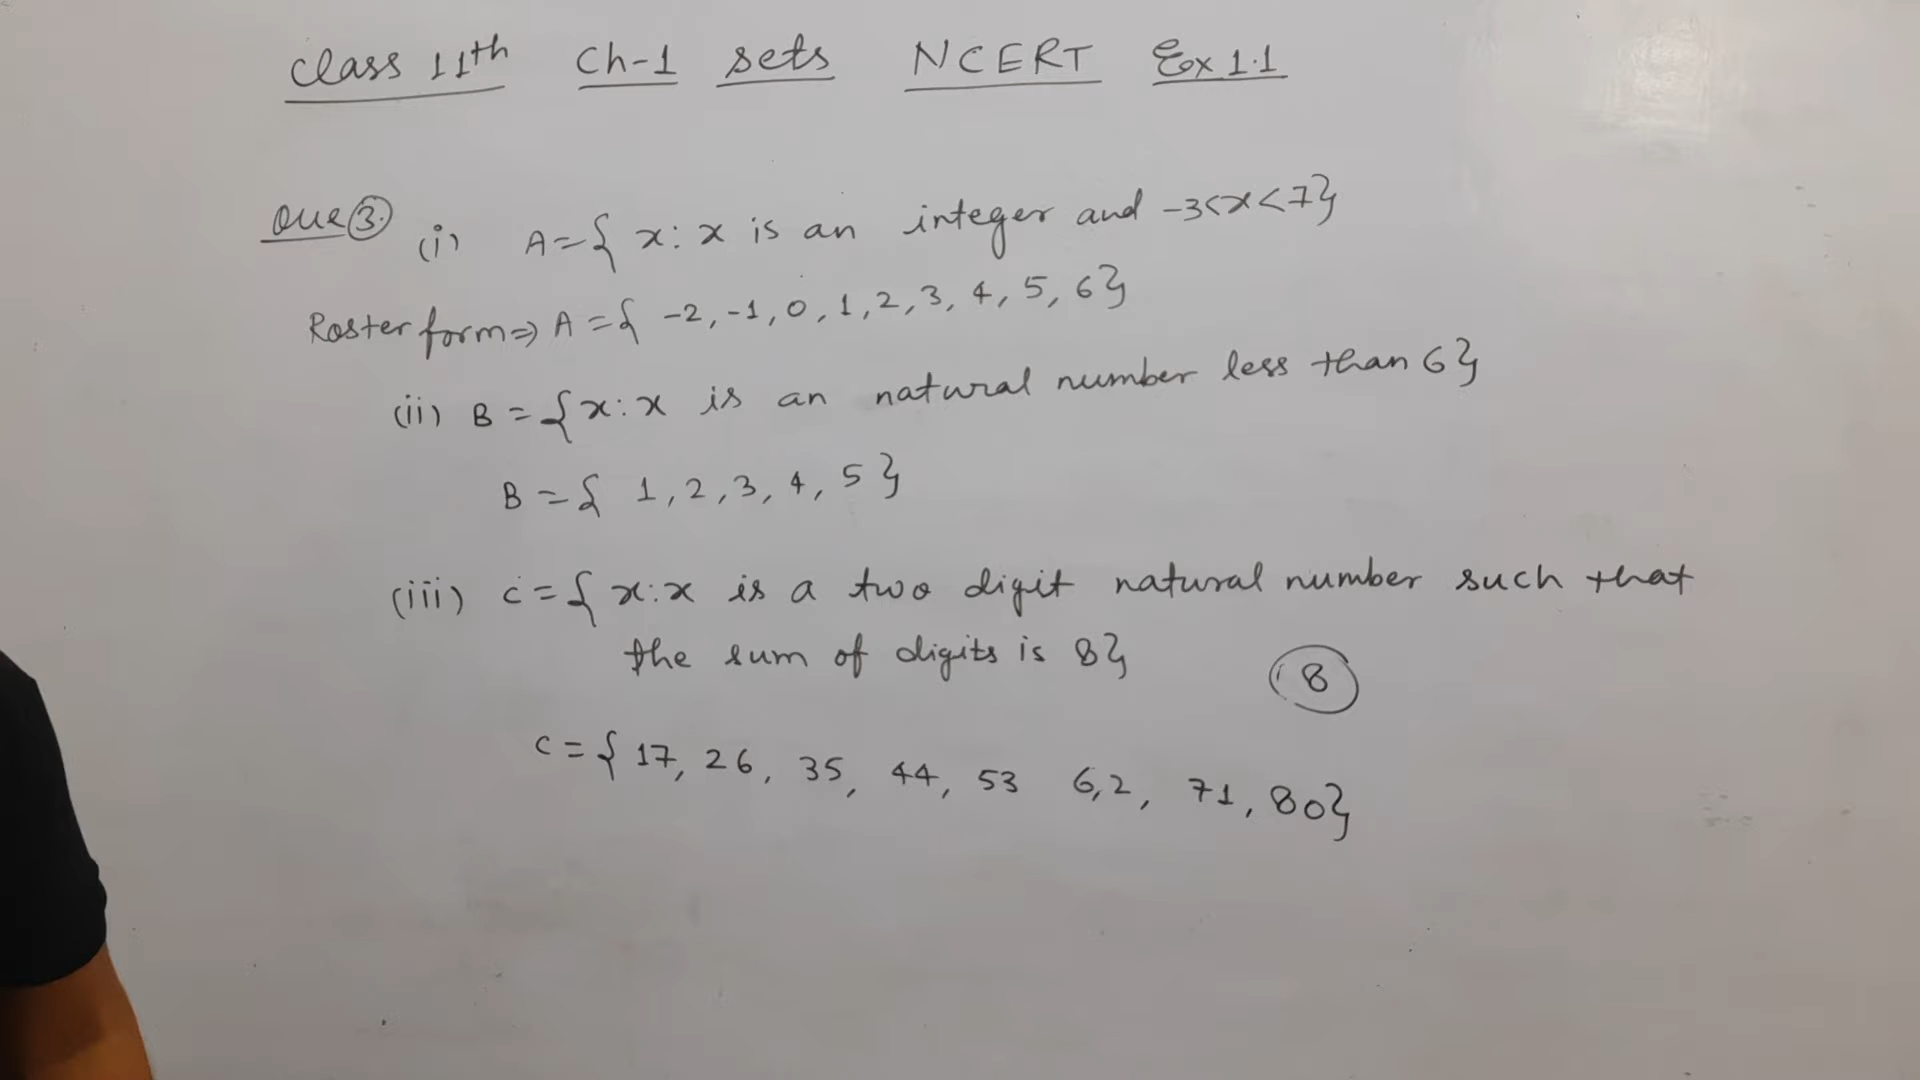 class 11th Ch-1 sets NCERT Ex 1.1
Que 3. (i) A={ x: x is an integer and -3<x<7}
Roster form⇒ A={ -2, -1, 0, 1, 2, 3, 4, 5, 6}
(ii) B = {x:x is an natural number less than 6}
B = { 1, 2, 3, 4, 5 }
(iii) C={ x:x is a two digit natural number such that
the sum of digits is 8}
8
C={ 17, 26, 35, 44, 53 6,2, 71, 80}